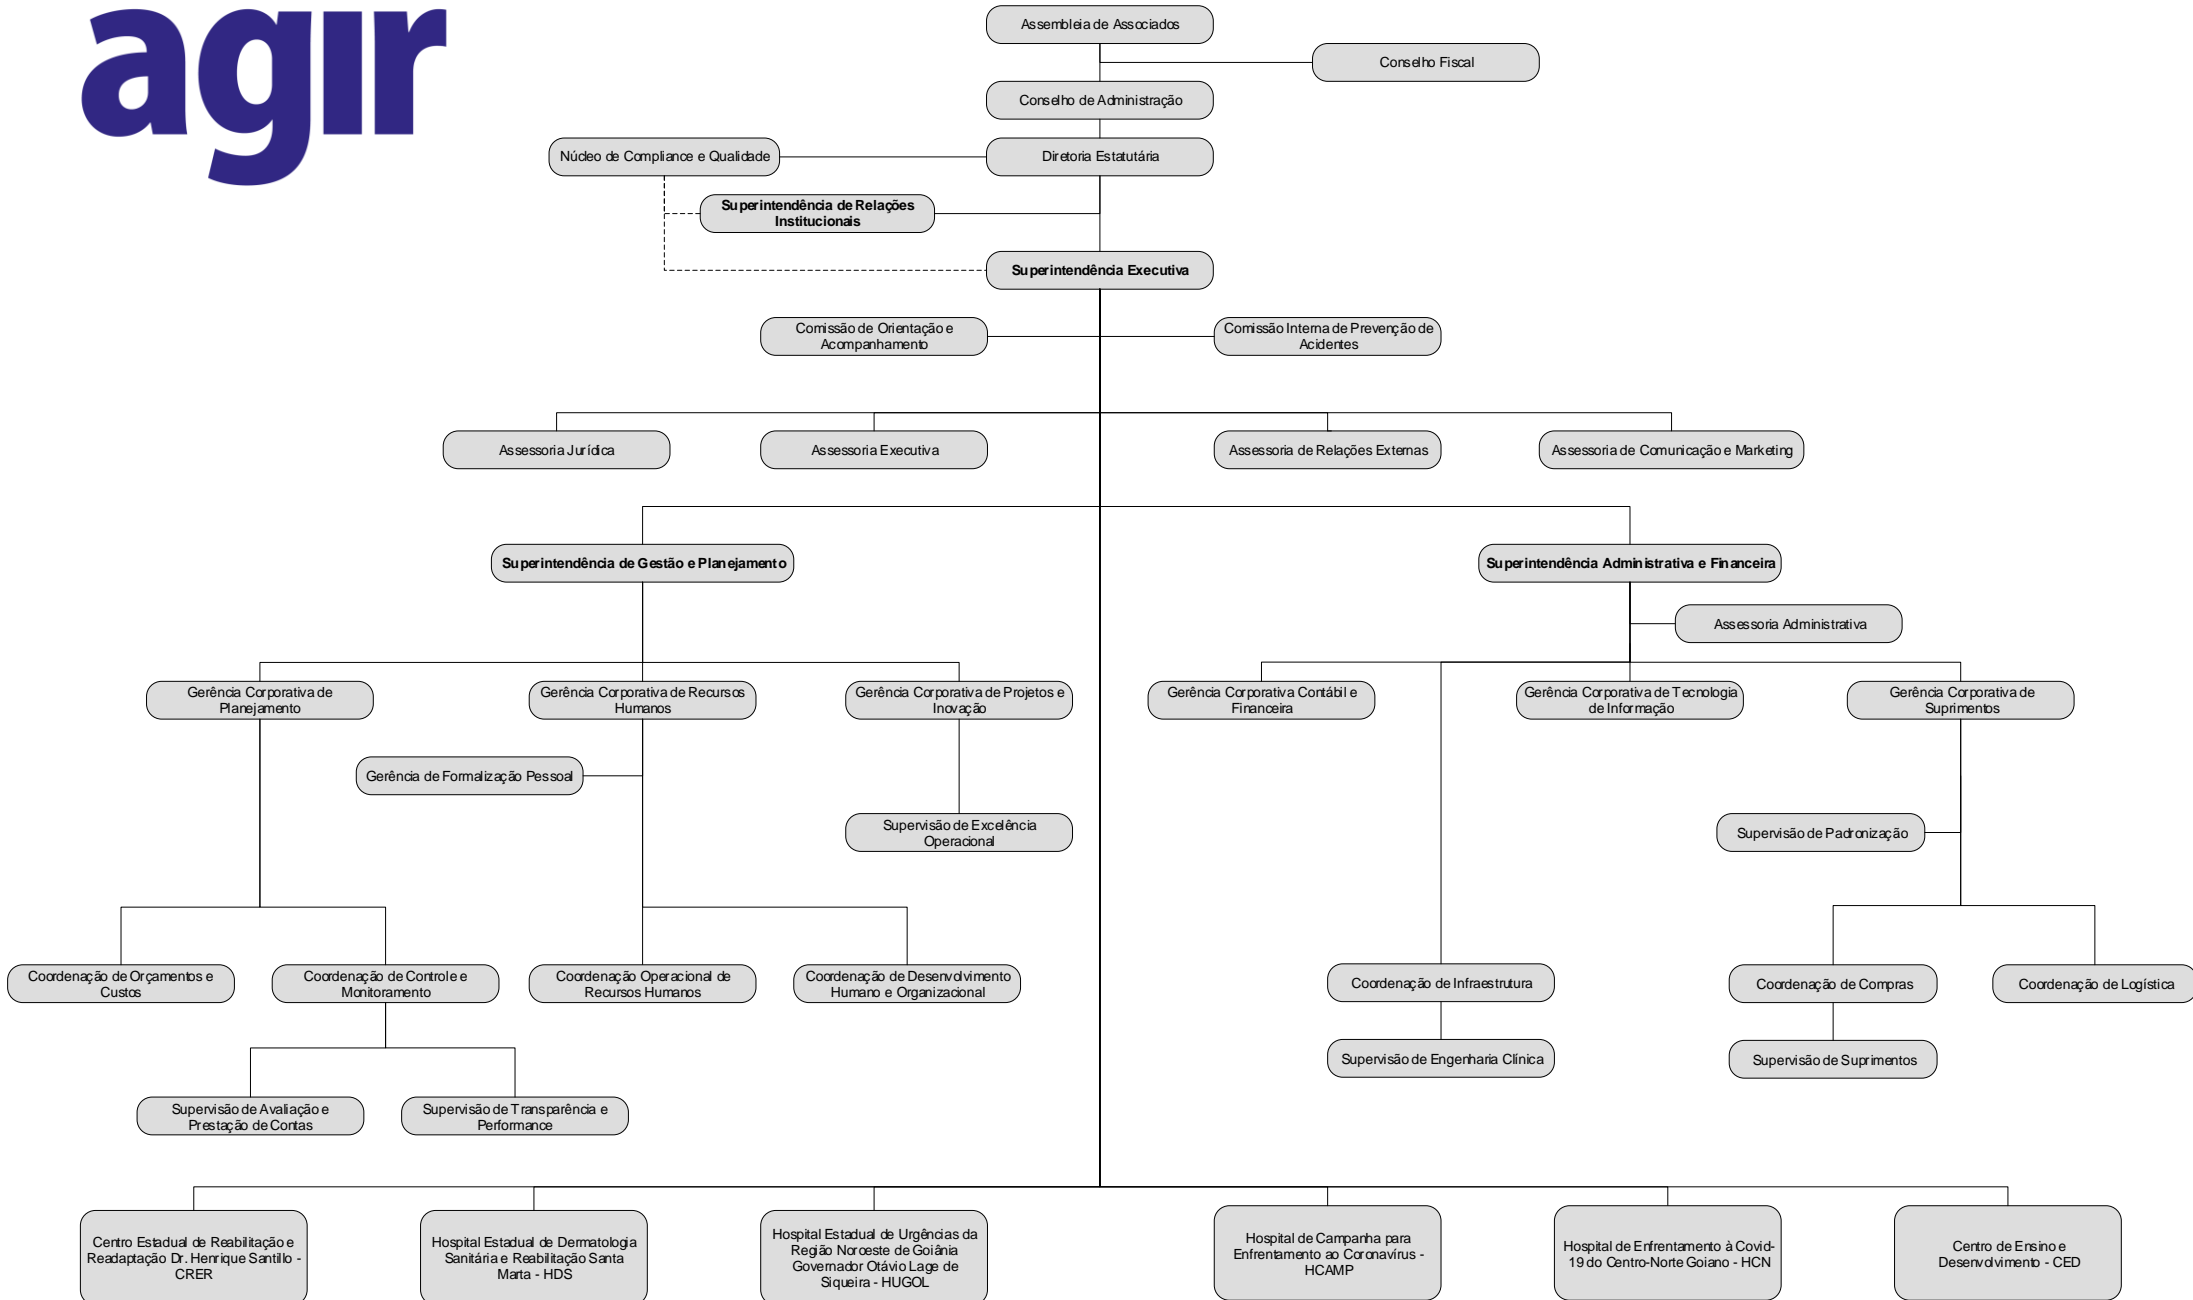 agir
Assembleia de Associados
Conselho Fiscal
Conselho de Administração
Núcleo de Compliance e Qualidade
Diretoria Estatutária
Superintendência de Relações
Institucionais
Superintendência Executiva
Comissão de Orientação e
Acompanhamento
Comissão Interna de Prevenção de
Acidentes
Assessoria Jurídica
Assessoria Executiva
Assessoria de Relações Externas
Assessoria de Comunicação e Marketing
Superintendência de Gestão e Planejamento
Superintendência Administrativa e Financeira
Assessoria Administrativa
Gerência Corporativa de
Planejamento
Gerência Corporativa de Recursos
Humanos
Gerência Corporativa de Projetos e
Inovação
Gerência Corporativa Contábil e
Financeira
Gerência Corporativa de Tecnologia
de Informação
Gerência Corporativa de
Suprimentos
Gerência de Formalização Pessoal
Supervisão de Excelência
Operacional
Supervisão de Padronização
Coordenação de Orçamentos e
Custos
Coordenação de Controle e
Monitoramento
Coordenação Operacional de
Recursos Humanos
Coordenação de Desenvolvimento
Humano e Organizacional
Coordenação de Infraestrutura
Coordenação de Compras
Coordenação de Logística
Supervisão de Engenharia Clínica
Supervisão de Suprimentos
Supervisão de Avaliação e
Prestação de Contas
Supervisão de Transparência e
Performance
Centro Estadual de Reabilitação e
Readaptação Dr. Henrique Santillo -
CRER
Hospital Estadual de Dermatologia
Sanitária e Reabilitação Santa
Marta - HDS
Hospital Estadual de Urgências da
Região Noroeste de Goiânia
Governador Otávio Lage de
Siqueira - HUGOL
Hospital de Campanha para
Enfrentamento ao Coronavírus -
HCAMP
Hospital de Enfrentamento à Covid-
19 do Centro-Norte Goiano - HCN
Centro de Ensino e
Desenvolvimento - CED